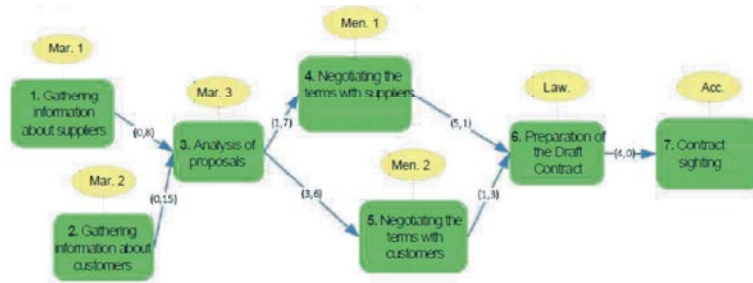 Mar. 1
1. Gathering
information
about suppliers
(0,8)
Mar. 2
2. Gathering
information about
customers
(0,15)
Mar. 3
3. Analysis of
proposals
(1,7)
(3,6)
Men. 1
4. Negotiating the
terms with suppliers
(5,1)
Men. 2
5. Negotiating the
terms with
customers
(1,3)
Law.
6. Preparation of
the Draft
Contract
(4,0)
Acc.
7. Contract
sighting